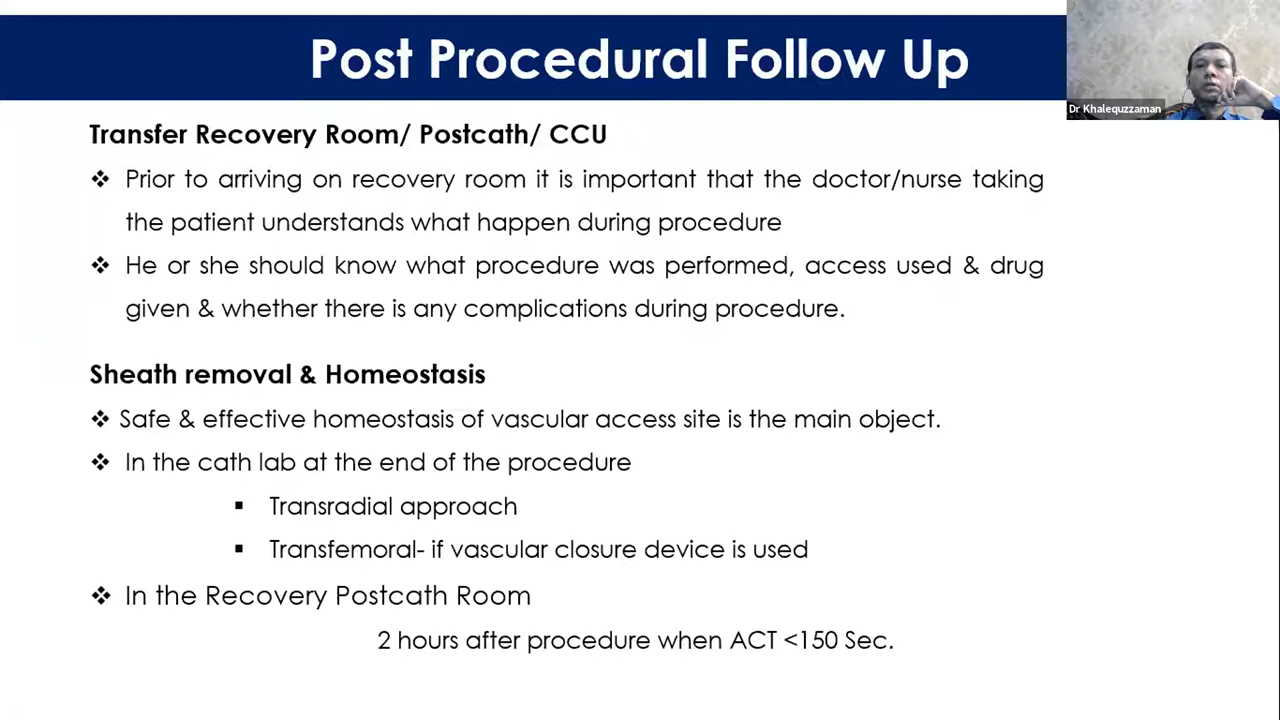 Post Procedural Follow Up
Dr Khalequzzaman
Transfer Recovery Room/ Postcath/ CCU
❖ Prior to arriving on recovery room it is important that the doctor/nurse taking
the patient understands what happen during procedure
❖ He or she should know what procedure was performed, access used & drug
given & whether there is any complications during procedure.
Sheath removal & Homeostasis
❖ Safe & effective homeostasis of vascular access site is the main object.
❖ In the cath lab at the end of the procedure
▪ Transradial approach
▪ Transfemoral- if vascular closure device is used
❖ In the Recovery Postcath Room
2 hours after procedure when ACT <150 Sec.